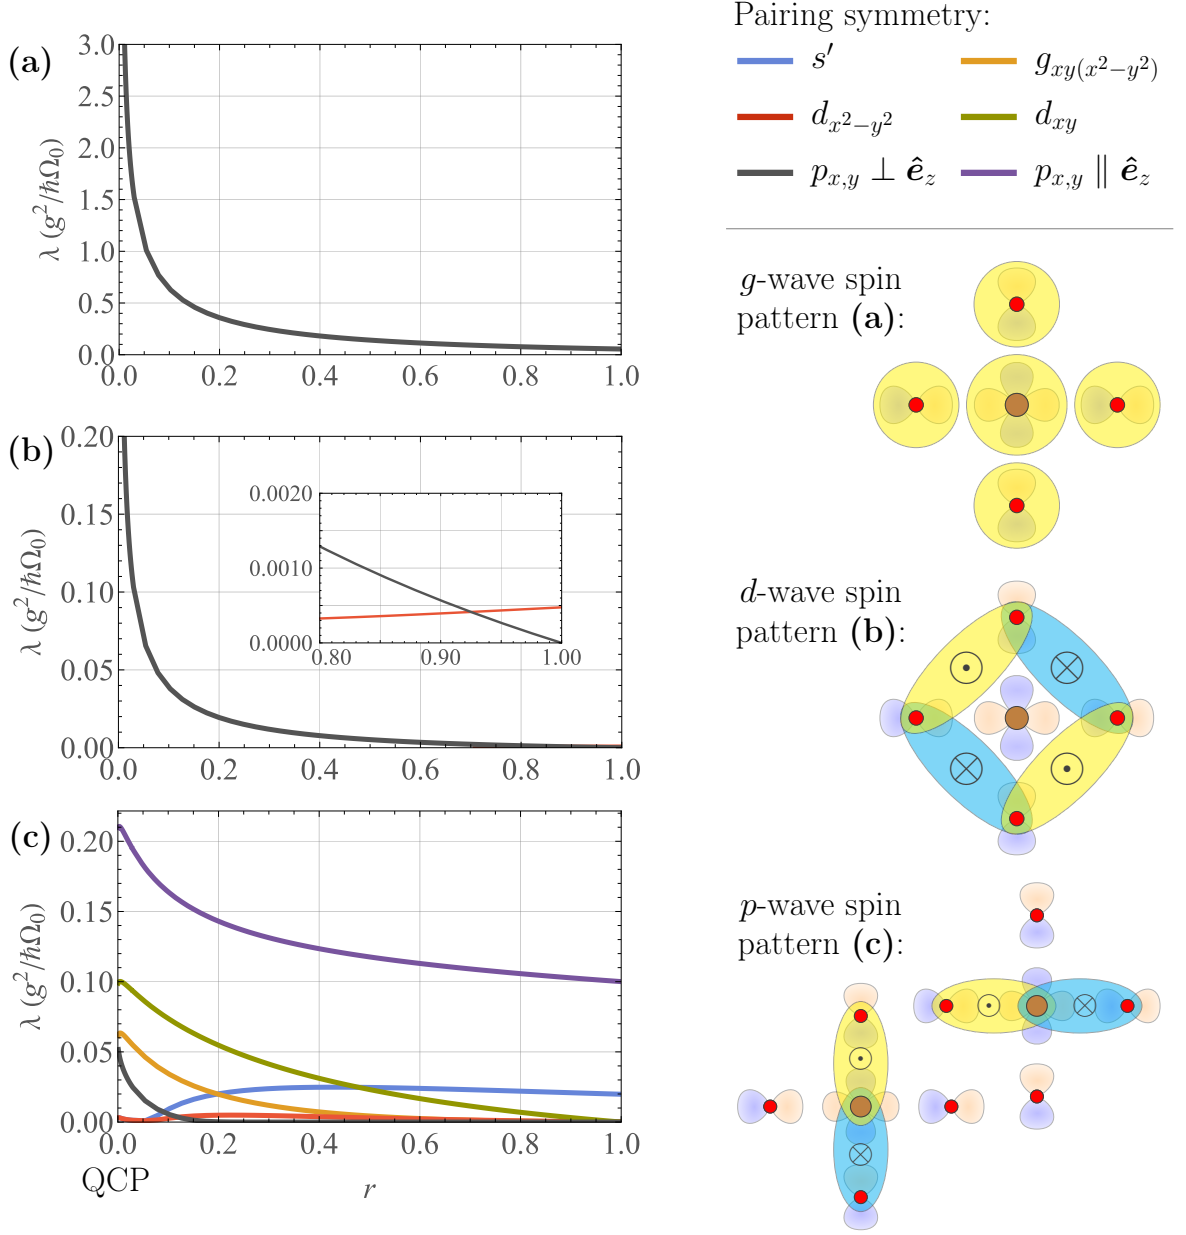 Pairing symmetry:
s′
g_{xy(x²−y²)}
d_{x²−y²}
d_{xy}
p_{x,y} ⊥ ê_z
p_{x,y} ∥ ê_z
(a)
3.0
2.5
2.0
1.5
1.0
0.5
0.0
λ (g²/ħΩ₀)
0.0 0.2 0.4 0.6 0.8 1.0
g-wave spin
pattern (a):
(b)
0.20
0.15
0.10
0.05
0.00
λ (g²/ħΩ₀)
0.0 0.2 0.4 0.6 0.8 1.0
0.0020
0.0010
0.0000
0.80 0.90 1.00
d-wave spin
pattern (b):
(c)
0.20
0.15
0.10
0.05
0.00
λ (g²/ħΩ₀)
0.0 0.2 0.4 0.6 0.8 1.0
QCP
r
p-wave spin
pattern (c):